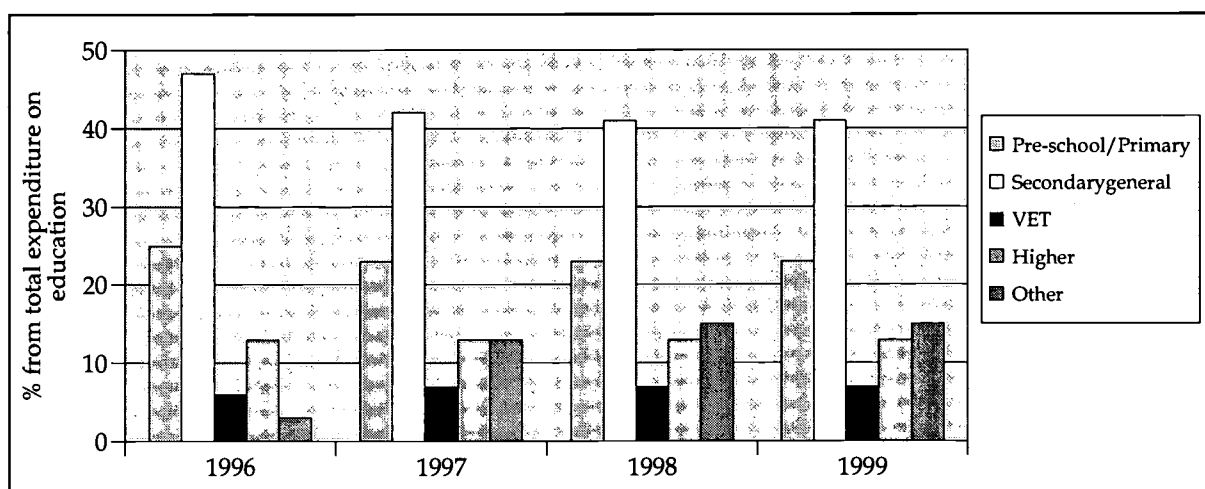 50
40
30
20
10
0
% from total expenditure on
education
1996
1997
1998
1999
Pre-school/Primary
Secondarygeneral
VET
Higher
Other